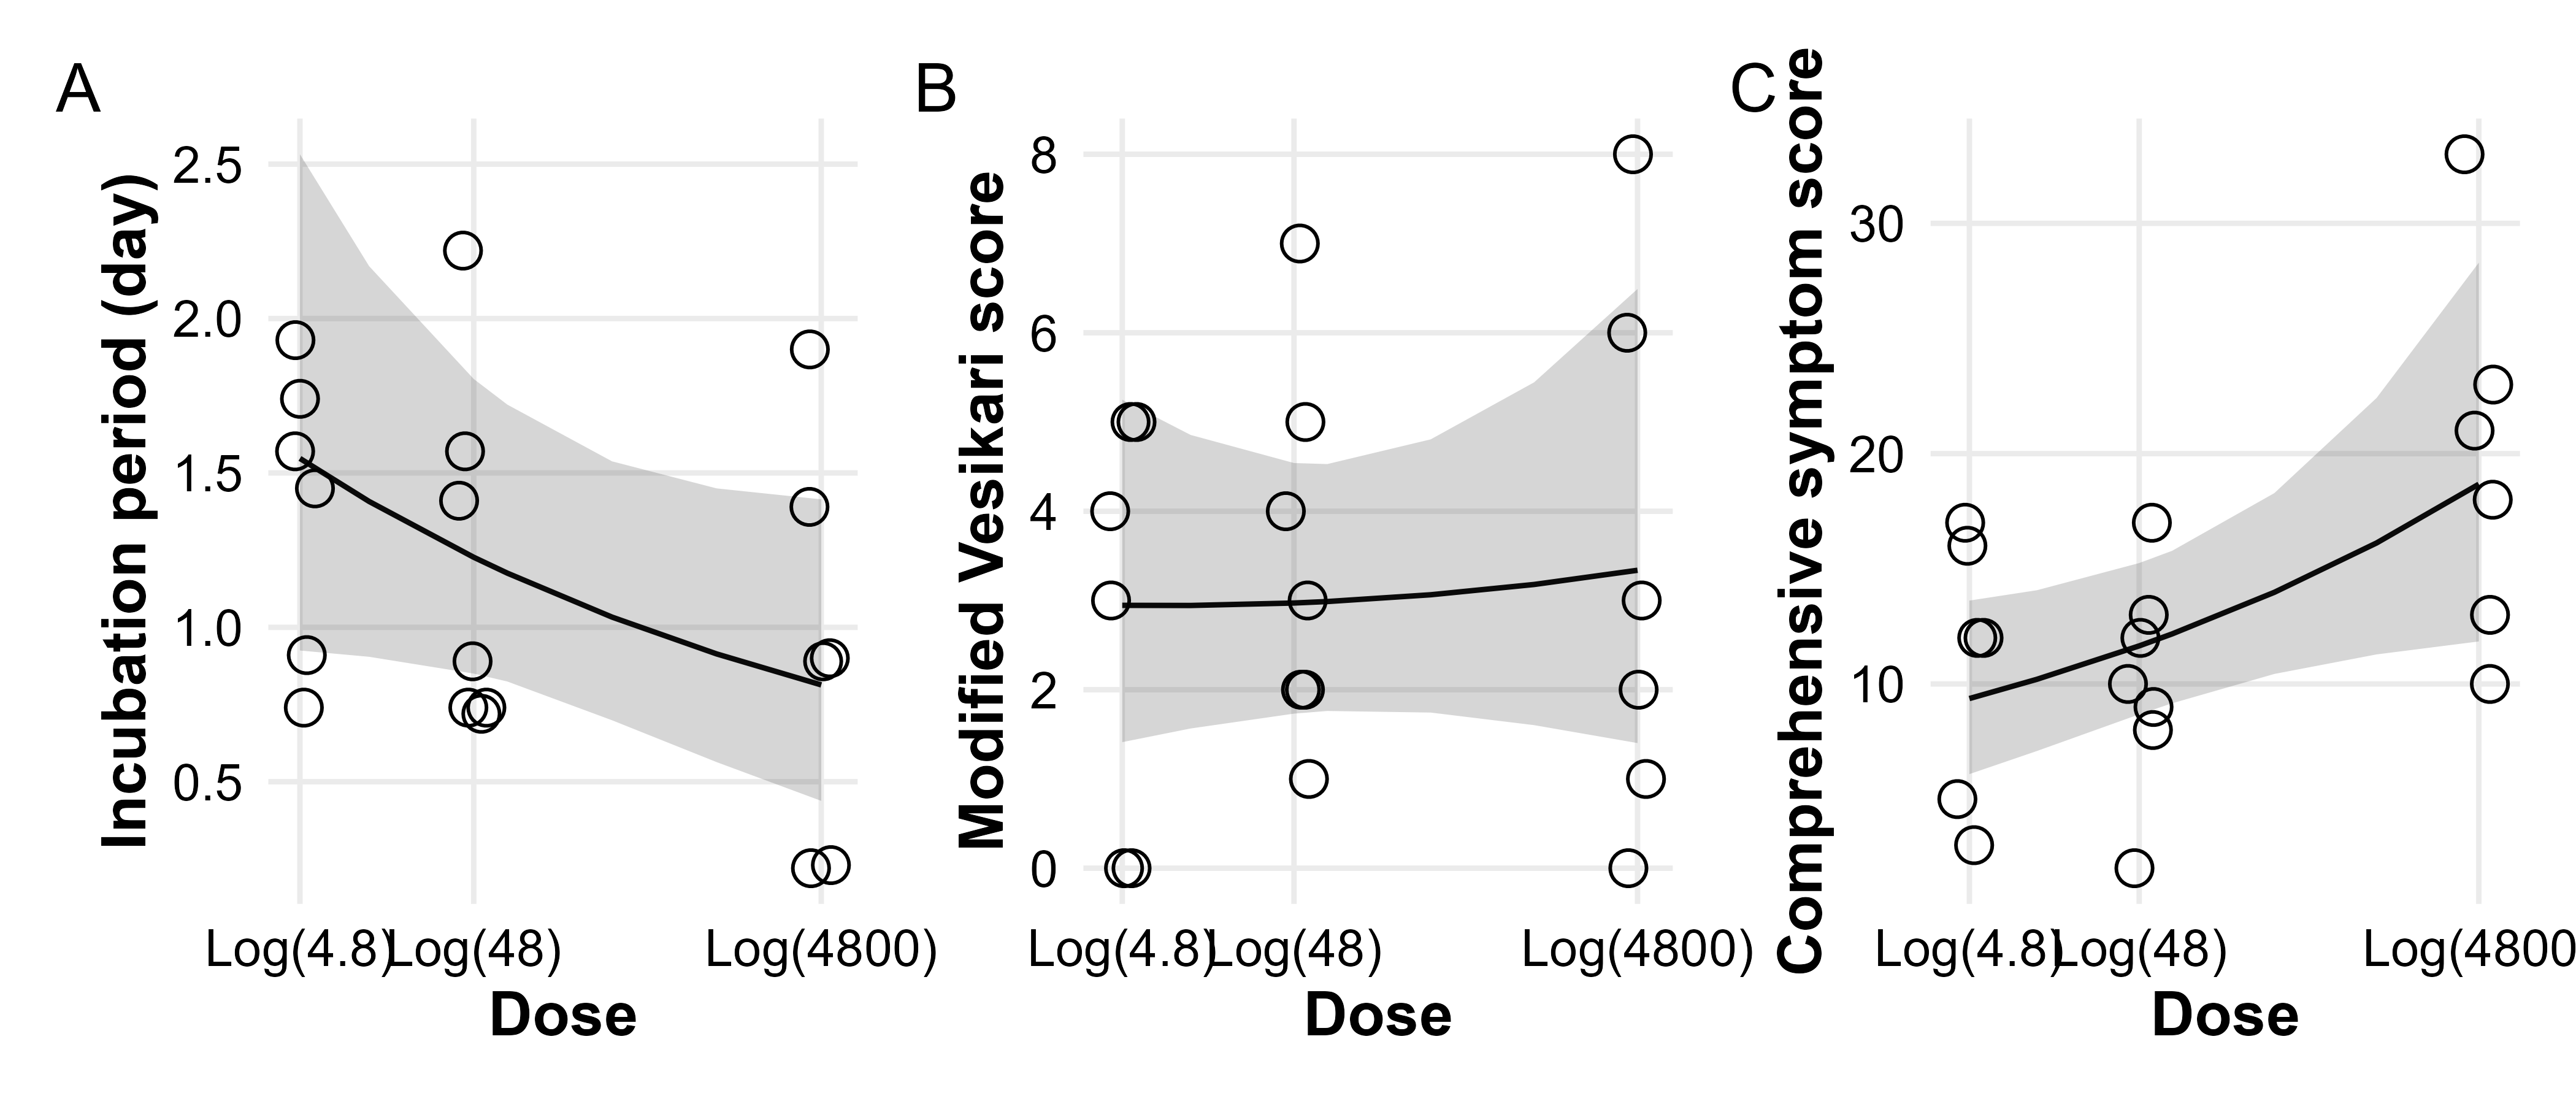 A
Incubation period (day)
2.5
2.0
1.5
1.0
0.5
Log(4.8)
Log(48)
Log(4800)
Dose
B
Modified Vesikari score
8
6
4
2
0
Log(4.8)
Log(48)
Log(4800)
Dose
C
Comprehensive symptom score
30
20
10
Log(4.8)
Log(48)
Log(4800
Dose